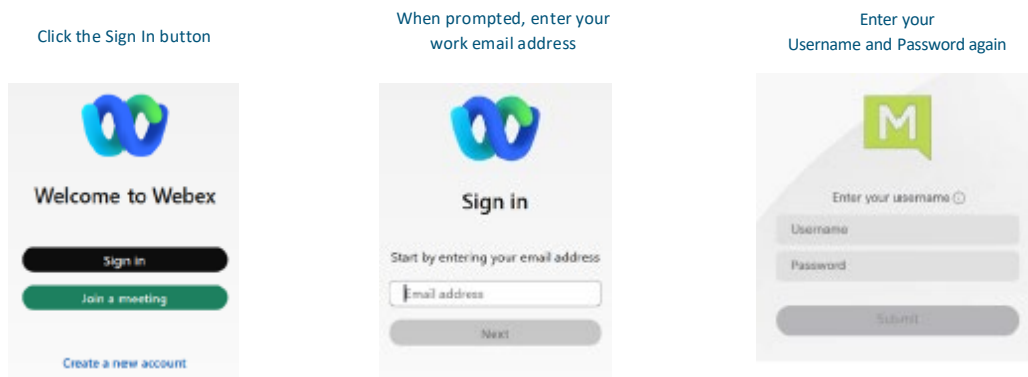 Click the Sign In button
Welcome to Webex
Sign in
Join a meeting
Create a new account
When prompted, enter your
work email address
Sign in
Start by entering your email address
Email address
Next
Enter your
Username and Password again
M
Enter your username
Username
Password
Submit